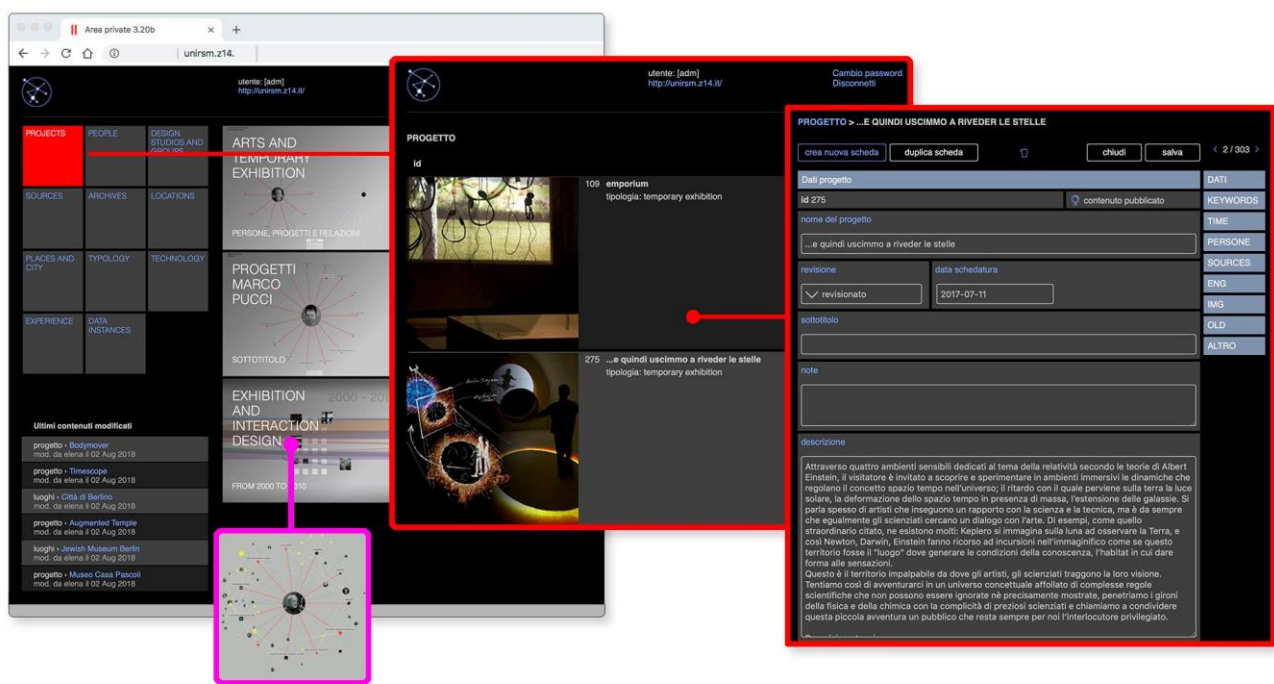 Area private 3.20b
unirsm.z14.
utente: [adm]
http://unirsm.z14.it/
PROJECTS
PEOPLE
DESIGN
STUDIOS AND
GROUPS
SOURCES
ARCHIVES
LOCATIONS
PLACES AND
CITY
TYPOLOGY
TECHNOLOGY
EXPERIENCE
DATA
INSTANCES
ARTS AND
TEMPORARY
EXHIBITION
PERSONE, PROGETTI E RELAZIONI
PROGETTI
MARCO
PUCCI
SOTTOTITOLO
EXHIBITION
AND
INTERACTION
DESIGN
2000 - 201
FROM 2000 TO 2010
Ultimi contenuti modificati
progetto › Bodymover
mod. da elena il 02 Aug 2018
progetto › Timescope
mod. da elena il 02 Aug 2018
luoghi › Città di Berlino
mod. da elena il 02 Aug 2018
progetto › Augmented Temple
mod. da elena il 02 Aug 2018
luoghi › Jewish Museum Berlin
mod. da elena il 02 Aug 2018
progetto › Museo Casa Pascoli
mod. da elena il 02 Aug 2018
utente: [adm]
http://unirsm.z14.it/
Cambio password
Disconnetti
PROGETTO
id
109 emporium
tipologia: temporary exhibition
275 ...e quindi uscimmo a riveder le stelle
tipologia: temporary exhibition
PROGETTO > ...E QUINDI USCIMMO A RIVEDER LE STELLE
crea nuova scheda
duplica scheda
chiudi
salva
< 2 / 303 >
Dati progetto
id 275
contenuto pubblicato
nome del progetto
...e quindi uscimmo a riveder le stelle
revisione
data schedatura
revisionato
2017-07-11
sottotitolo
note
descrizione
Attraverso quattro ambienti sensibili dedicati al tema della relatività secondo le teorie di Albert
Einstein, il visitatore è invitato a scoprire e sperimentare in ambienti immersivi le dinamiche che
regolano il concetto spazio tempo nell'universo; il ritardo con il quale perviene sulla terra la luce
solare, la deformazione dello spazio tempo in presenza di massa, l'estensione delle galassie. Si
parla spesso di artisti che inseguono un rapporto con la scienza e la tecnica, ma è da sempre
che egualmente gli scienziati cercano un dialogo con l'arte. Di esempi, come quello
straordinario citato, ne esistono molti: Keplero si immagina sulla luna ad osservare la Terra, e
così Newton, Darwin, Einstein fanno ricorso ad incursioni nell'immaginifico come se questo
territorio fosse il "luogo" dove generare le condizioni della conoscenza, l'habitat in cui dare
forma alle sensazioni.
Questo è il territorio impalpabile da dove gli artisti, gli scienziati traggono la loro visione.
Tentiamo così di avventurarci in un universo concettuale affollato di complesse regole
scientifiche che non possono essere ignorate nè precisamente mostrate, penetriamo i gironi
della fisica e della chimica con la complicità di preziosi scienziati e chiamiamo a condividere
questa piccola avventura un pubblico che resta sempre per noi l'interlocutore privilegiato.
DATI
KEYWORDS
TIME
PERSONE
SOURCES
ENG
IMG
OLD
ALTRO